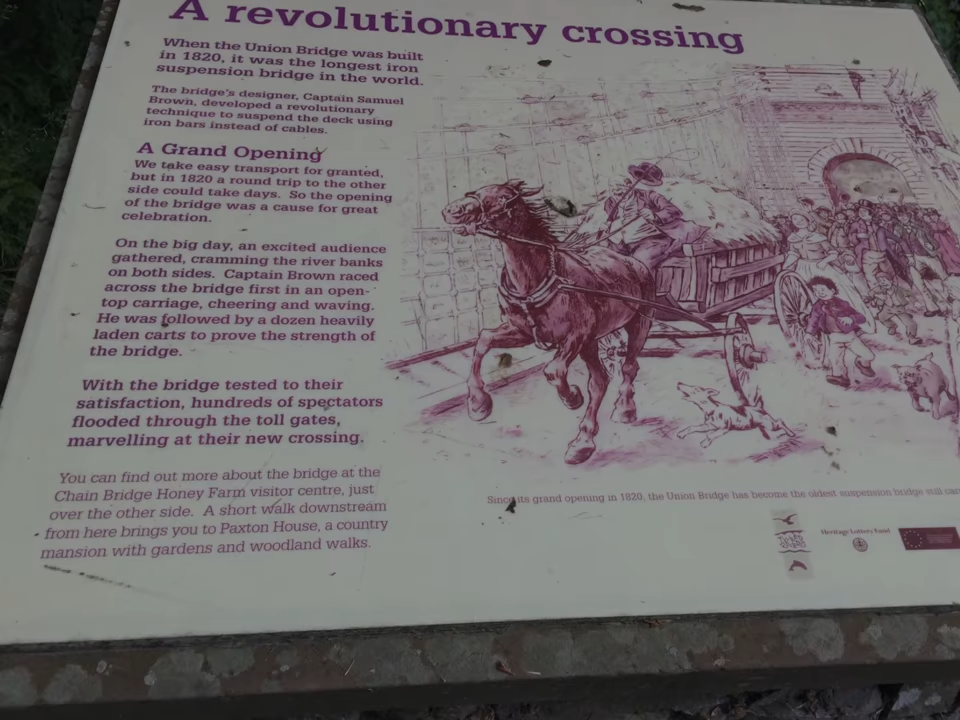 A revolutionary crossing
When the Union Bridge was built
in 1820, it was the longest iron
suspension bridge in the world.
The bridge's designer, Captain Samuel
Brown, developed a revolutionary
technique to suspend the deck using
iron bars instead of cables.
A Grand Opening
We take easy transport for granted,
but in 1820 a round trip to the other
side could take days. So the opening
of the bridge was a cause for great
celebration.
On the big day, an excited audience
gathered, cramming the river banks
on both sides. Captain Brown raced
across the bridge first in an open-
top carriage, cheering and waving.
He was followed by a dozen heavily
laden carts to prove the strength of
the bridge.
With the bridge tested to their
satisfaction, hundreds of spectators
flooded through the toll gates,
marvelling at their new crossing.
You can find out more about the bridge at the
Chain Bridge Honey Farm visitor centre, just
over the other side. A short walk downstream
from here brings you to Paxton House, a country
mansion with gardens and woodland walks.
Since its grand opening in 1820, the Union Bridge has become the oldest suspension bridge still
Heritage Lottery Fund